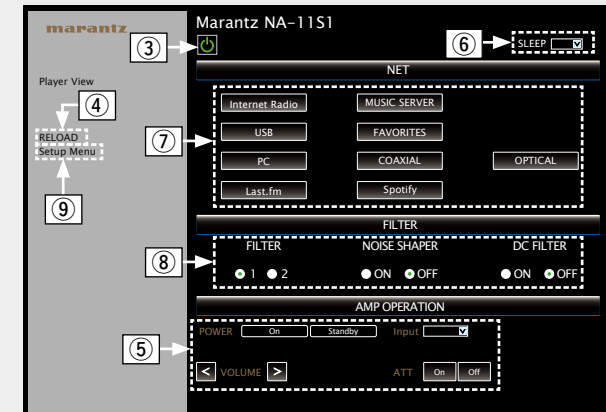 marantz
Marantz NA-11S1
③
⑥
SLEEP
NET
Player View
④
Internet Radio
MUSIC SERVER
⑦
RELOAD
USB
FAVORITES
Setup Menu
PC
COAXIAL
OPTICAL
Last.fm
Spotify
⑨
FILTER
FILTER
NOISE SHAPER
DC FILTER
⑧
1 2
ON OFF
ON OFF
AMP OPERATION
POWER On Standby Input
⑤
< VOLUME >
ATT On Off